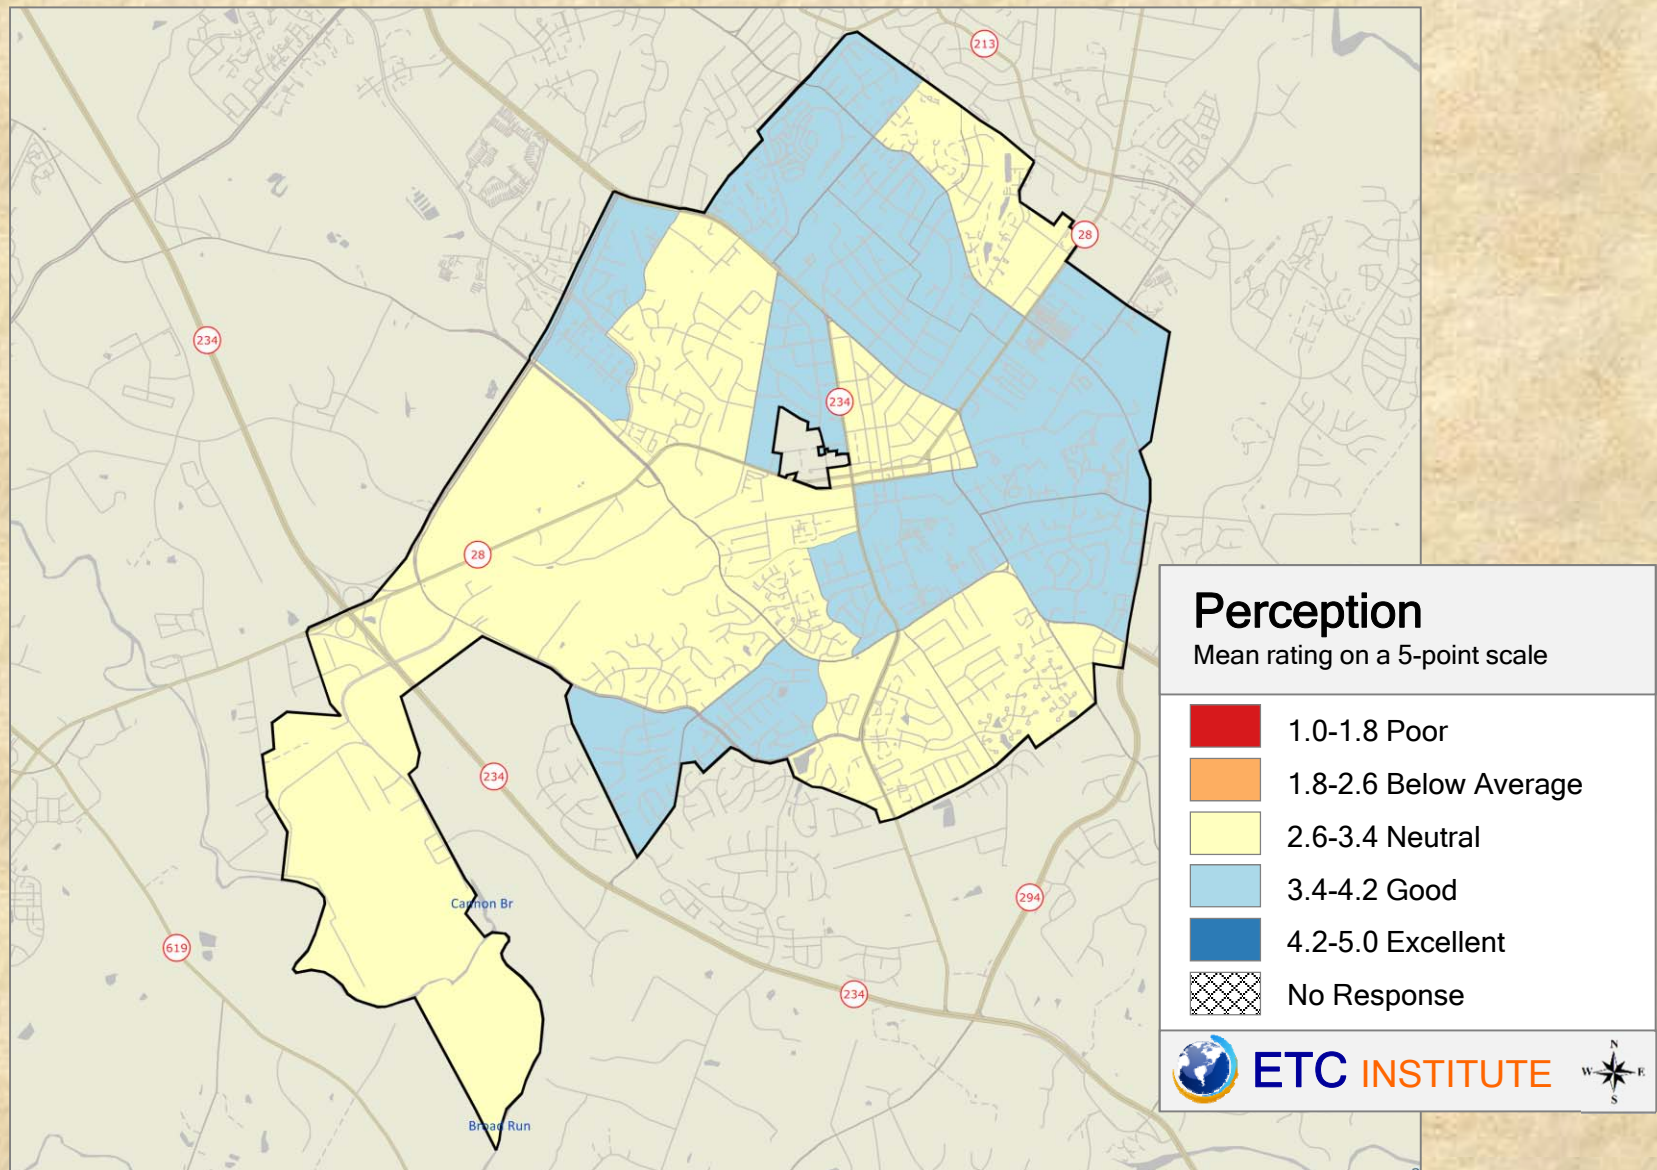 213
28
234
234
28
234
Cannon Br
294
619
234
Broad Run
Perception
Mean rating on a 5-point scale
1.0-1.8 Poor
1.8-2.6 Below Average
2.6-3.4 Neutral
3.4-4.2 Good
4.2-5.0 Excellent
No Response
ETC INSTITUTE
N
W E
S